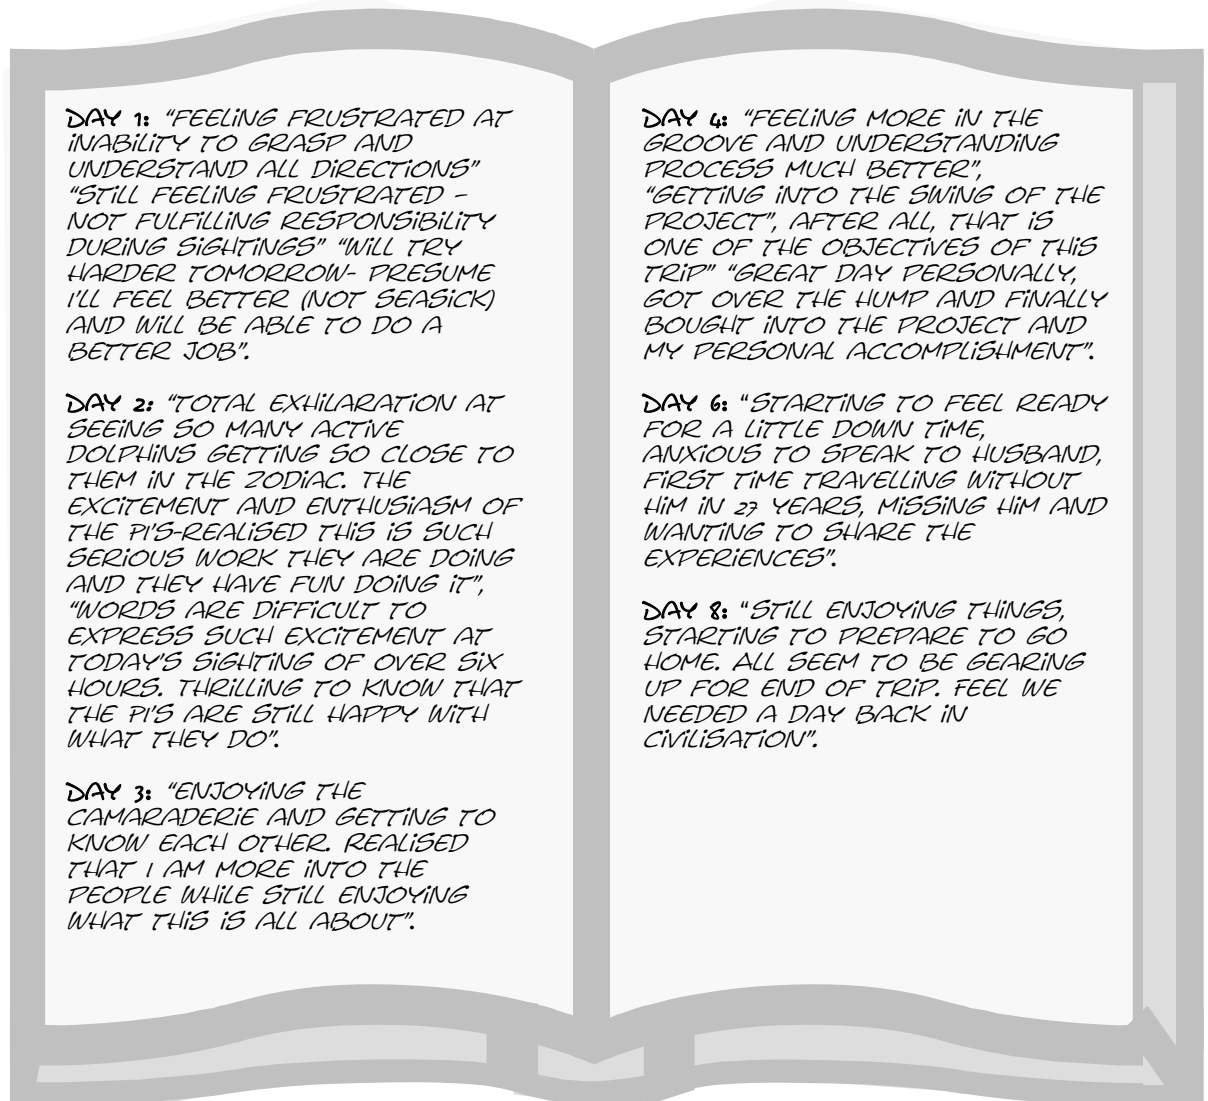 DAY 1: “FEELING FRUSTRATED AT
INABILITY TO GRASP AND
UNDERSTAND ALL DIRECTIONS”
“STILL FEELING FRUSTRATED –
NOT FULFILLING RESPONSIBILITY
DURING SIGHTINGS” “WILL TRY
HARDER TOMORROW- PRESUME
I’LL FEEL BETTER (NOT SEASICK)
AND WILL BE ABLE TO DO A
BETTER JOB”.
DAY 2: “TOTAL EXHILARATION AT
SEEING SO MANY ACTIVE
DOLPHINS GETTING SO CLOSE TO
THEM IN THE ZODIAC. THE
EXCITEMENT AND ENTHUSIASM OF
THE PI’S-REALISED THIS IS SUCH
SERIOUS WORK THEY ARE DOING
AND THEY HAVE FUN DOING IT”,
“WORDS ARE DIFFICULT TO
EXPRESS SUCH EXCITEMENT AT
TODAY’S SIGHTING OF OVER SIX
HOURS. THRILLING TO KNOW THAT
THE PI’S ARE STILL HAPPY WITH
WHAT THEY DO”.
DAY 3: “ENJOYING THE
CAMARADERIE AND GETTING TO
KNOW EACH OTHER. REALISED
THAT I AM MORE INTO THE
PEOPLE WHILE STILL ENJOYING
WHAT THIS IS ALL ABOUT”.
DAY 4: “FEELING MORE IN THE
GROOVE AND UNDERSTANDING
PROCESS MUCH BETTER”,
“GETTING INTO THE SWING OF THE
PROJECT”, AFTER ALL, THAT IS
ONE OF THE OBJECTIVES OF THIS
TRIP” “GREAT DAY PERSONALLY,
GOT OVER THE HUMP AND FINALLY
BOUGHT INTO THE PROJECT AND
MY PERSONAL ACCOMPLISHMENT”.
DAY 6: “STARTING TO FEEL READY
FOR A LITTLE DOWN TIME,
ANXIOUS TO SPEAK TO HUSBAND,
FIRST TIME TRAVELLING WITHOUT
HIM IN 27 YEARS, MISSING HIM AND
WANTING TO SHARE THE
EXPERIENCES”.
DAY 8: “STILL ENJOYING THINGS,
STARTING TO PREPARE TO GO
HOME. ALL SEEM TO BE GEARING
UP FOR END OF TRIP. FEEL WE
NEEDED A DAY BACK IN
CIVILISATION”.